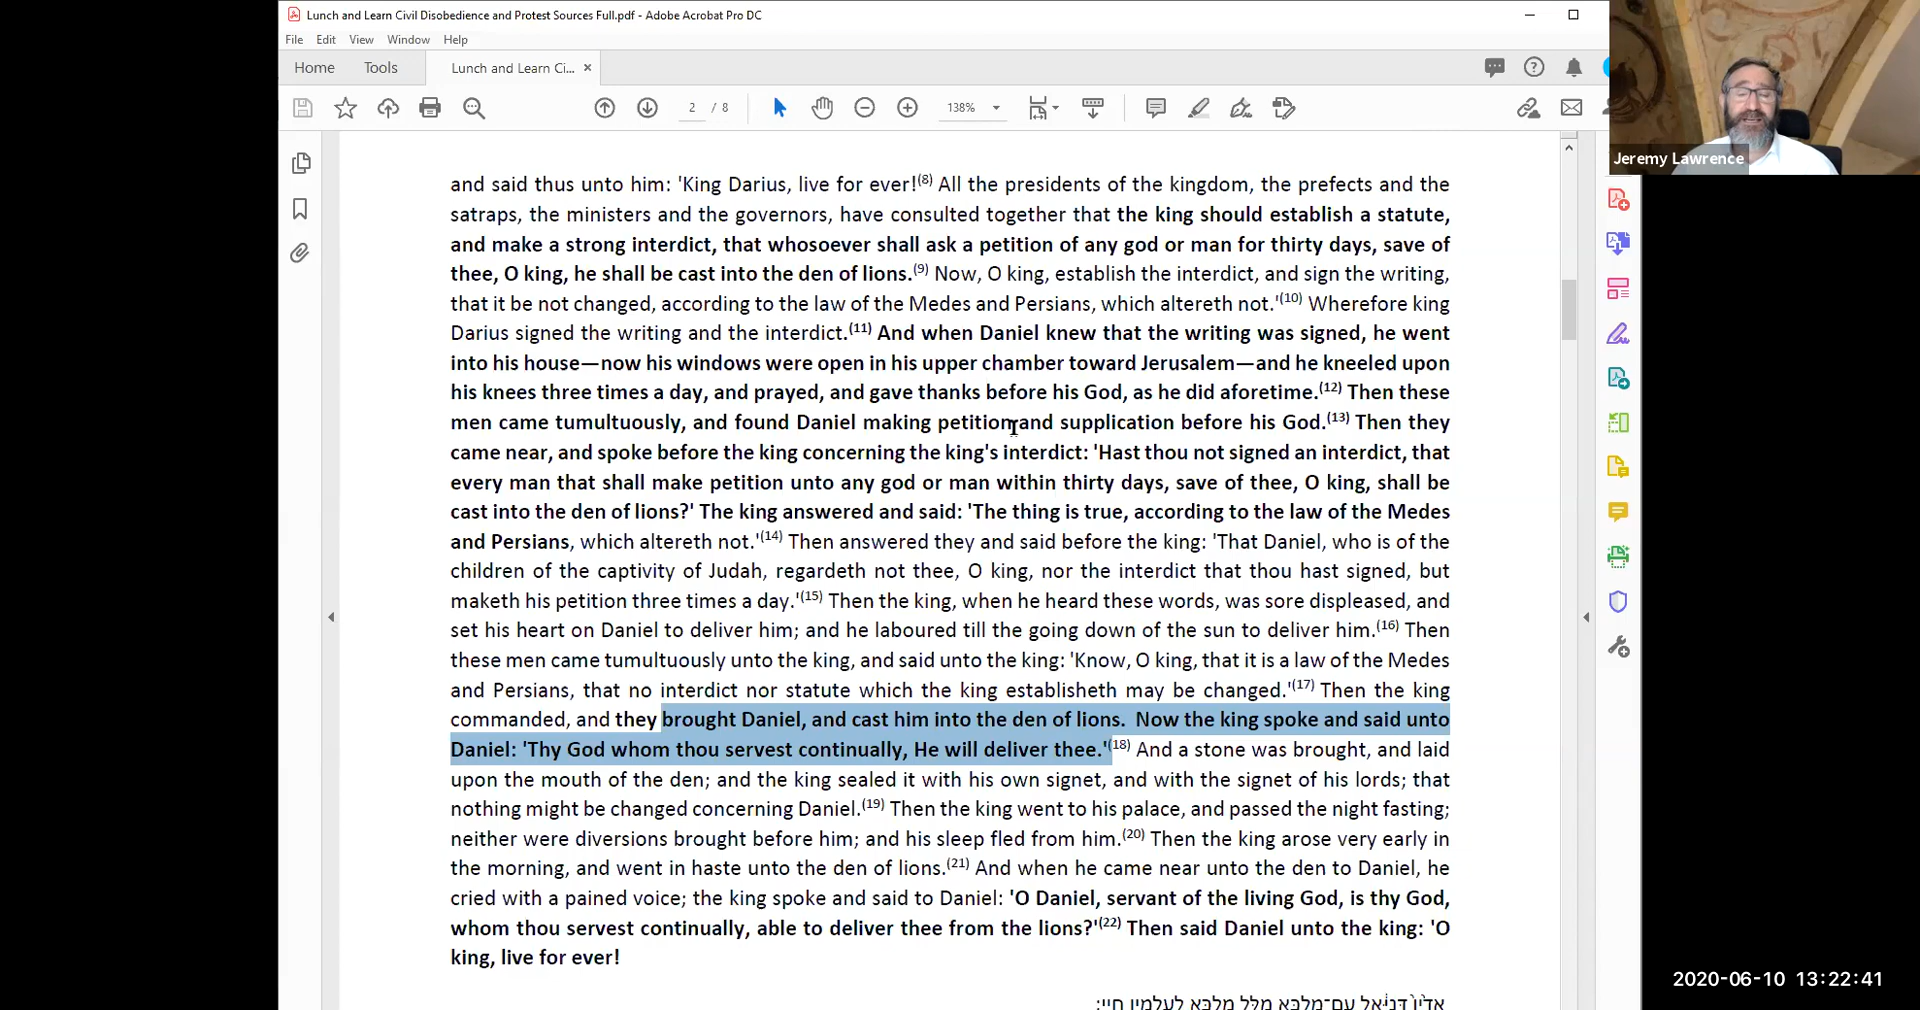 Lunch and Learn Civil Disobedience and Protest Sources Full.pdf - Adobe Acrobat Pro DC
File Edit View Window Help
Home Tools Lunch and Learn Ci... ×
2 / 8 138%
Jeremy Lawrence
and said thus unto him: 'King Darius, live for ever!(8) All the presidents of the kingdom, the prefects and the
satraps, the ministers and the governors, have consulted together that the king should establish a statute,
and make a strong interdict, that whosoever shall ask a petition of any god or man for thirty days, save of
thee, O king, he shall be cast into the den of lions.(9) Now, O king, establish the interdict, and sign the writing,
that it be not changed, according to the law of the Medes and Persians, which altereth not.'(10) Wherefore king
Darius signed the writing and the interdict.(11) And when Daniel knew that the writing was signed, he went
into his house—now his windows were open in his upper chamber toward Jerusalem—and he kneeled upon
his knees three times a day, and prayed, and gave thanks before his God, as he did aforetime.(12) Then these
men came tumultuously, and found Daniel making petition and supplication before his God.(13) Then they
came near, and spoke before the king concerning the king's interdict: 'Hast thou not signed an interdict, that
every man that shall make petition unto any god or man within thirty days, save of thee, O king, shall be
cast into the den of lions?' The king answered and said: 'The thing is true, according to the law of the Medes
and Persians, which altereth not.'(14) Then answered they and said before the king: 'That Daniel, who is of the
children of the captivity of Judah, regardeth not thee, O king, nor the interdict that thou hast signed, but
maketh his petition three times a day.'(15) Then the king, when he heard these words, was sore displeased, and
set his heart on Daniel to deliver him; and he laboured till the going down of the sun to deliver him.(16) Then
these men came tumultuously unto the king, and said unto the king: 'Know, O king, that it is a law of the Medes
and Persians, that no interdict nor statute which the king establisheth may be changed.'(17) Then the king
commanded, and they brought Daniel, and cast him into the den of lions. Now the king spoke and said unto
Daniel: 'Thy God whom thou servest continually, He will deliver thee.'(18) And a stone was brought, and laid
upon the mouth of the den; and the king sealed it with his own signet, and with the signet of his lords; that
nothing might be changed concerning Daniel.(19) Then the king went to his palace, and passed the night fasting;
neither were diversions brought before him; and his sleep fled from him.(20) Then the king arose very early in
the morning, and went in haste unto the den of lions.(21) And when he came near unto the den to Daniel, he
cried with a pained voice; the king spoke and said to Daniel: 'O Daniel, servant of the living God, is thy God,
whom thou servest continually, able to deliver thee from the lions?'(22) Then said Daniel unto the king: 'O
king, live for ever!
אֱדַ֙יִן֙ דָּנִיֵּ֔אל עִם־מַלְכָּ֖א מַלִּ֑ל מַלְכָּ֖א לְעָלְמִ֥ין חֱיִֽי׃
2020-06-10 13:22:41